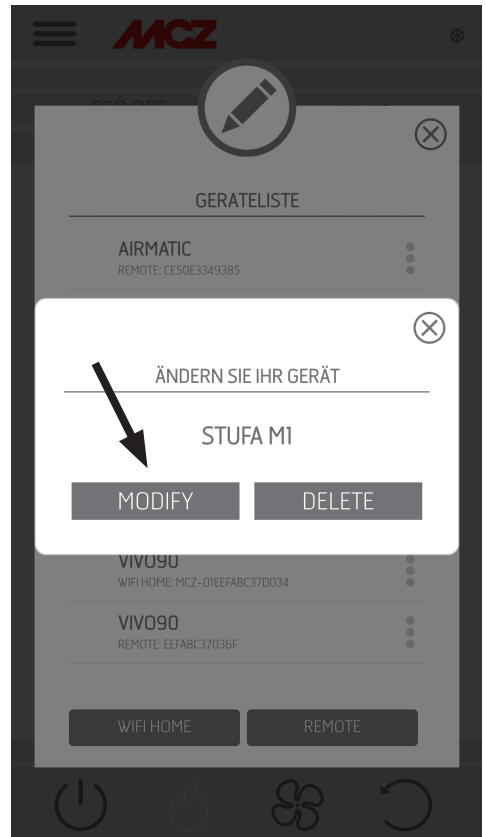 MCZ
GERATELISTE
AIRMATIC
REMOTE: CE50E3349385
ÄNDERN SIE IHR GERÄT
STUFA M1
MODIFY DELETE
VIVO90
WIFI HOME: MCZ-01EEFABC37D034
VIVO90
REMOTE: EEFABC37036F
WIFI HOME REMOTE